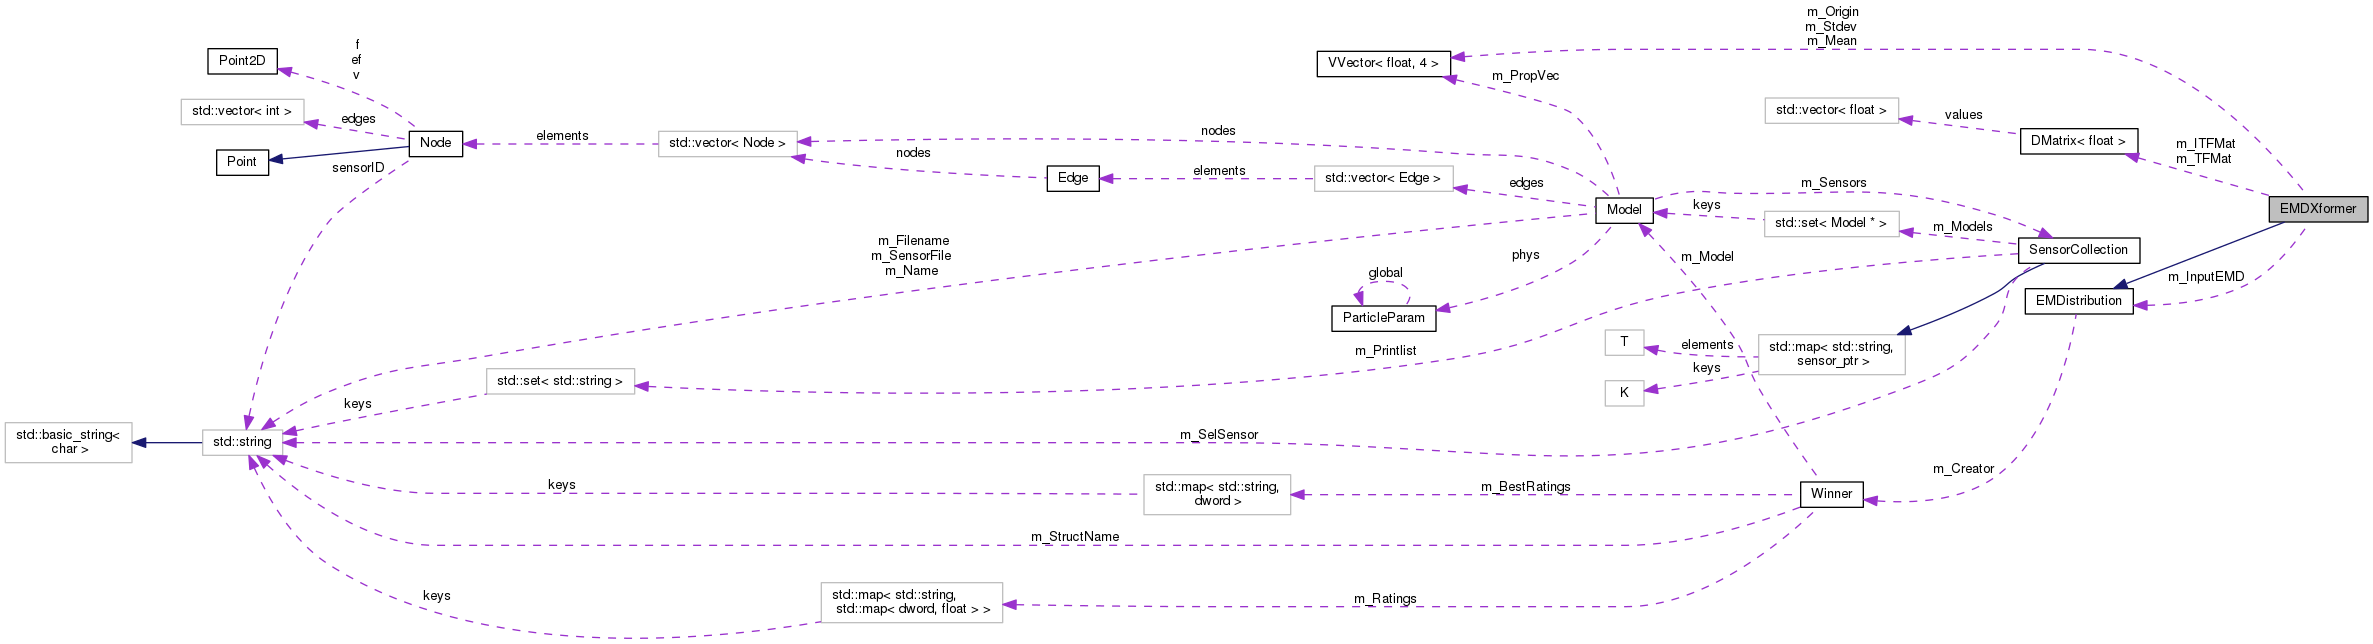 m_Origin
m_Stdev
m_Mean
f
ef
v
Point2D
VVector< float, 4 >
m_PropVec
std::vector< int >
edges
std::vector< float >
values
Node
elements
std::vector< Node >
nodes
DMatrix< float >
m_ITFMat
m_TFMat
Point
sensorID
nodes
Edge
elements
std::vector< Edge >
edges
m_Sensors
Model
keys
std::set< Model * >
m_Models
EMDXformer
m_Filename
m_SensorFile
m_Name
phys
m_Model
SensorCollection
global
m_InputEMD
ParticleParam
EMDistribution
T
elements
std::map< std::string,
sensor_ptr >
m_Printlist
keys
std::set< std::string >
K
keys
std::basic_string<
char >
std::string
m_SelSensor
m_Creator
keys
std::map< std::string,
dword >
m_BestRatings
Winner
m_StructName
keys
std::map< std::string,
std::map< dword, float > >
m_Ratings